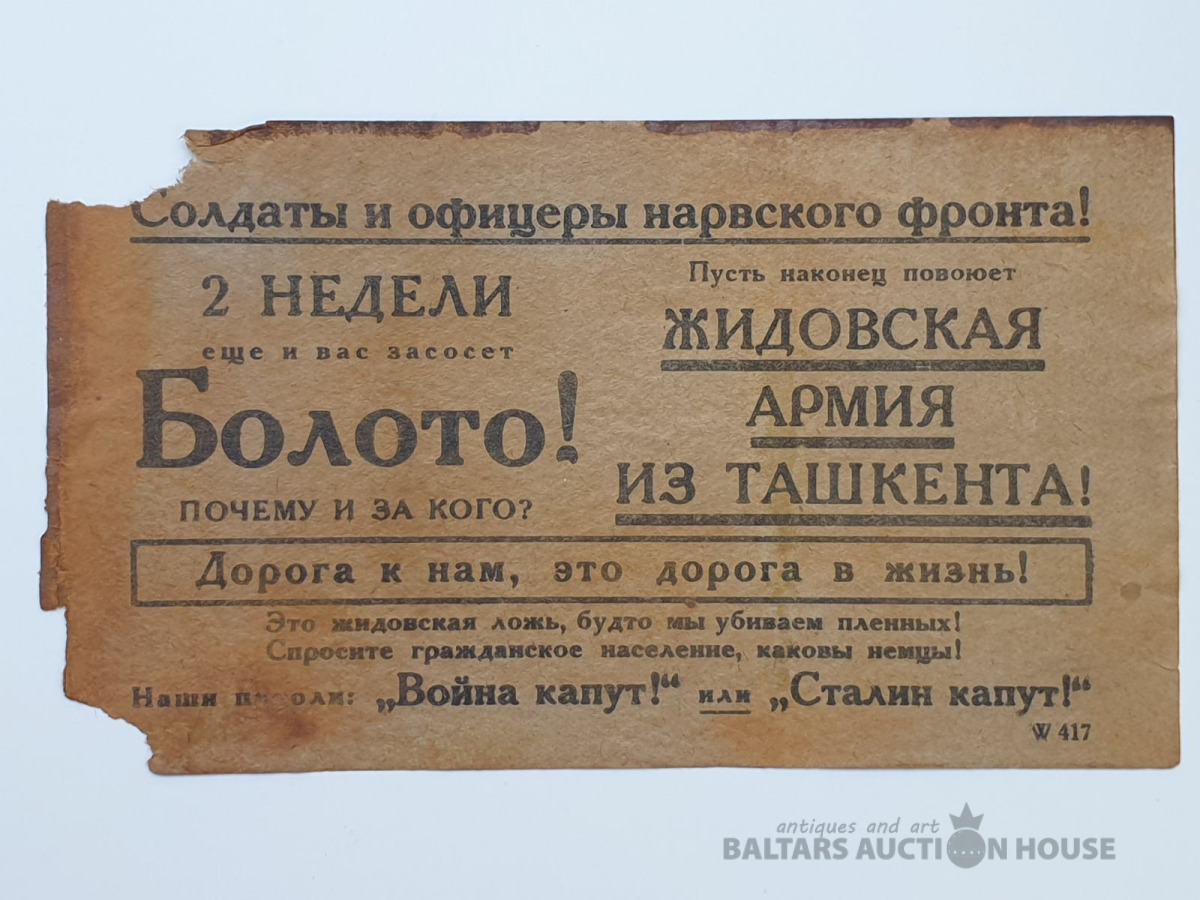 Солдаты и офицеры нарвского фронта!
2 НЕДЕЛИ
еще и вас засосет
Болото!
ПОЧЕМУ И ЗА КОГО?
Пусть наконец повоюет
ЖИДОВСКАЯ
АРМИЯ
ИЗ ТАШКЕНТА!
Дорога к нам, это дорога в жизнь!
Это жидовская ложь, будто мы убиваем пленных!
Спросите гражданское население, каковы немцы!
Наши пароли: „Война капут!“ или „Сталин капут!“
W 417
antiques and art
BALTARS AUCTION HOUSE